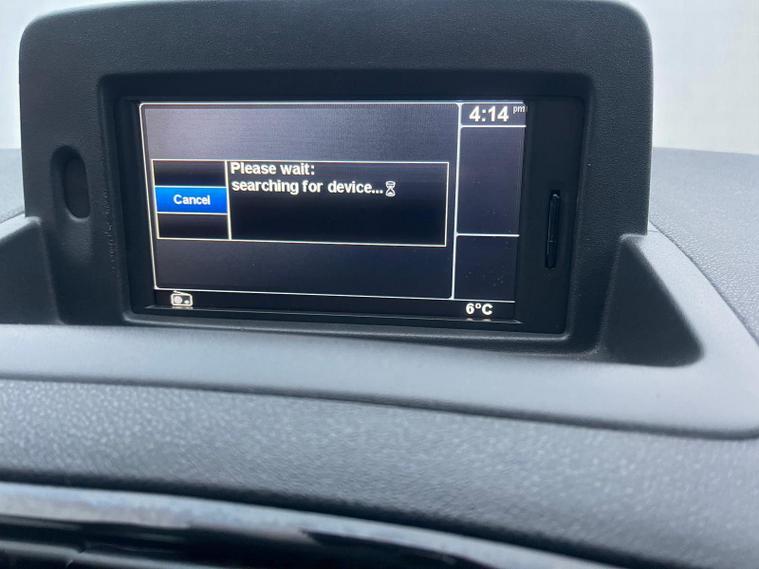 4:14 pm
Please wait:
searching for device...
Cancel
6°C